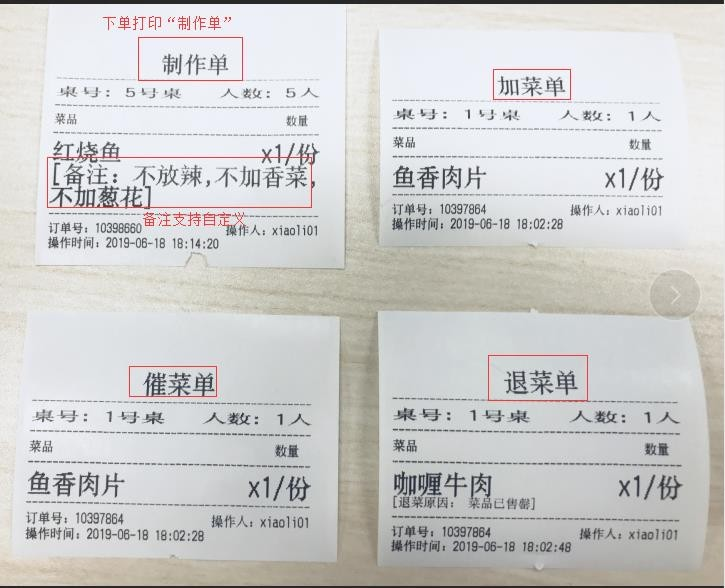 下单打印“制作单”
制作单
桌号：5号桌 人数：5人
菜品 数量
红烧鱼 x1/份
[备注：不放辣,不加香菜,
不加葱花]
备注支持自定义
订单号：10398660 操作人：xiaoli01
操作时间：2019-06-18 18:14:20
加菜单
桌号：1号桌 人数：1人
菜品 数量
鱼香肉片 x1/份
订单号：10397864 操作人：xiaoli01
操作时间：2019-06-18 18:02:28
催菜单
桌号：1号桌 人数：1人
菜品 数量
鱼香肉片 x1/份
订单号：10397864 操作人：xiaoli01
操作时间：2019-06-18 18:02:28
退菜单
桌号：1号桌 人数：1人
菜品 数量
咖喱牛肉 x1/份
[退菜原因： 菜品已售罄]
订单号：10397864 操作人：xiaoli01
操作时间：2019-06-18 18:02:48